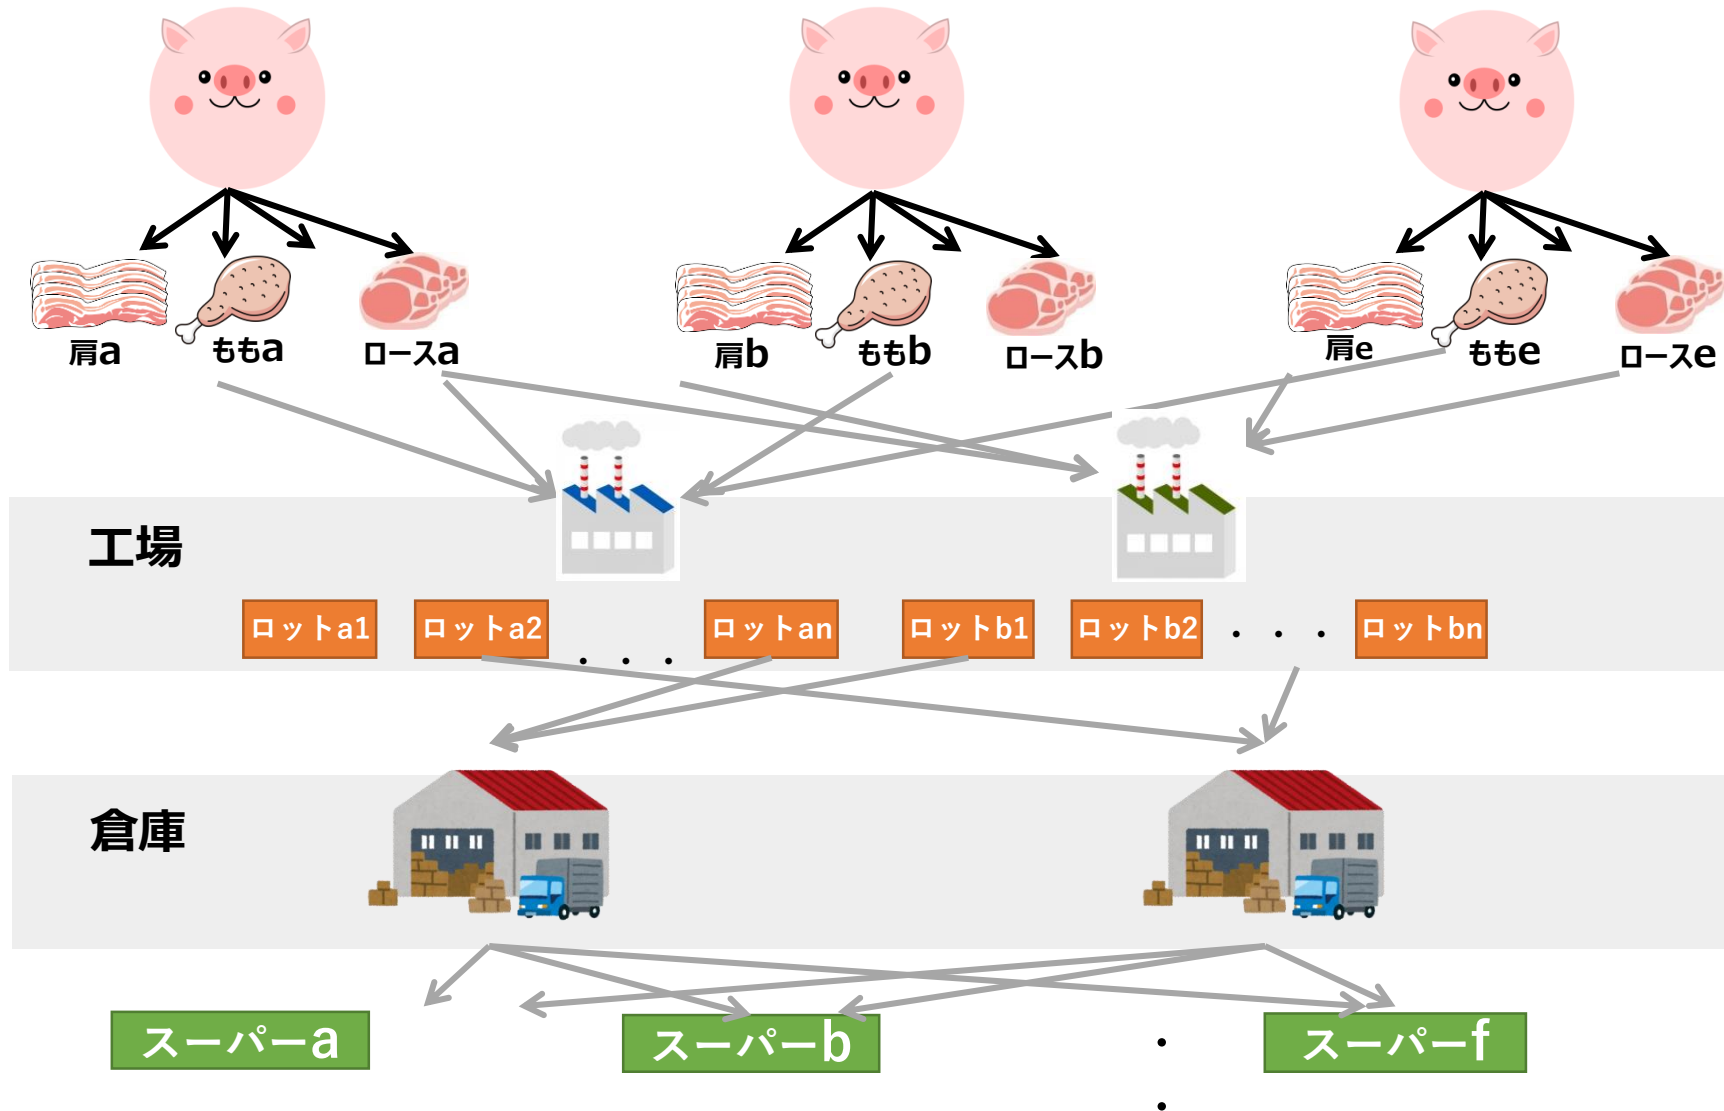 肩a
ももa
ロースa
肩b
ももb
ロースb
肩e
ももe
ロースe
工場
ロットa1
ロットa2
・・・
ロットan
ロットb1
ロットb2
・・・
ロットbn
倉庫
スーパーa
スーパーb
・
・
スーパーf